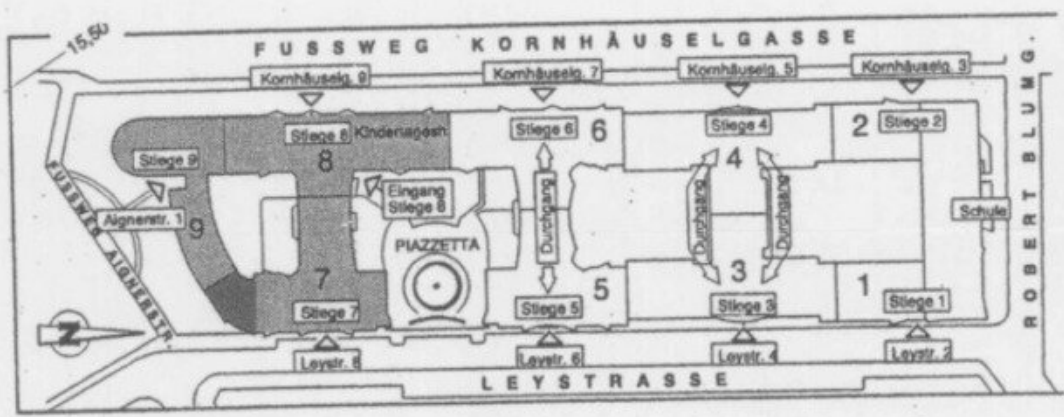 15,50
FUSSWEG KORNHÄUSELGASSE
Kornhäuselg. 9
Kornhäuselg. 7
Kornhäuselg. 5
Kornhäuselg. 3
Stiege 8
Kindertagesh.
Stiege 6
6
Stiege 4
2
Stiege 2
Stiege 9
8
4
FUSSWEG AIGNERSTR.
Aignerstr. 1
9
Eingang
Stiege 8
Durchgang
Durchgang
Durchgang
Schule
ROBERT BLUM G.
PIAZZETTA
7
5
3
1
Stiege 7
Stiege 5
Stiege 3
Stiege 1
N
Leystr. 8
Leystr. 6
Leystr. 4
Leystr. 2
LEYSTRASSE